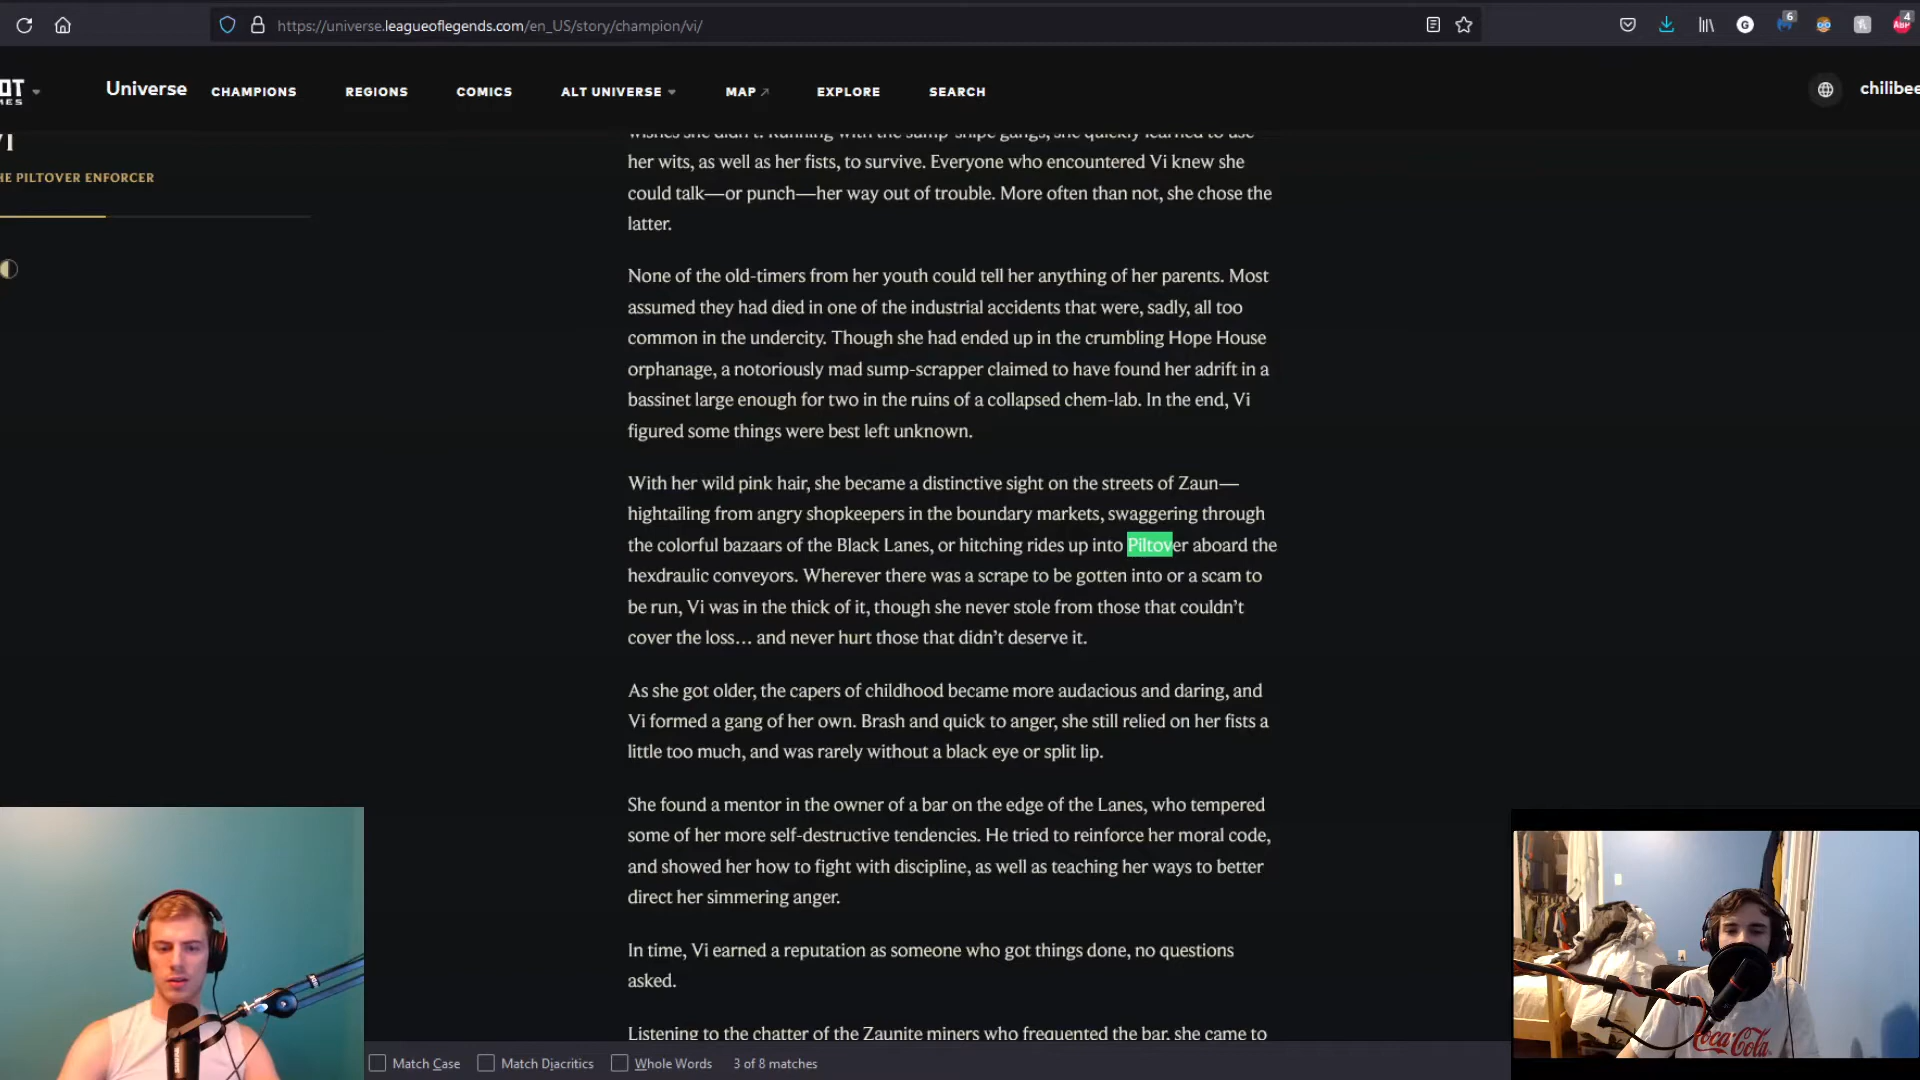 https://universe.leagueoflegends.com/en_US/story/champion/vi/
6
G
4
ABP
OT
MES
Universe
CHAMPIONS
REGIONS
COMICS
ALT UNIVERSE
MAP
EXPLORE
SEARCH
chilibee
HE PILTOVER ENFORCER
wishes she didn't. Running with the sump-snipe gangs, she quickly learned to use
her wits, as well as her fists, to survive. Everyone who encountered Vi knew she
could talk—or punch—her way out of trouble. More often than not, she chose the
latter.
None of the old-timers from her youth could tell her anything of her parents. Most
assumed they had died in one of the industrial accidents that were, sadly, all too
common in the undercity. Though she had ended up in the crumbling Hope House
orphanage, a notoriously mad sump-scrapper claimed to have found her adrift in a
bassinet large enough for two in the ruins of a collapsed chem-lab. In the end, Vi
figured some things were best left unknown.
With her wild pink hair, she became a distinctive sight on the streets of Zaun—
hightailing from angry shopkeepers in the boundary markets, swaggering through
the colorful bazaars of the Black Lanes, or hitching rides up into Piltover aboard the
hexdraulic conveyors. Wherever there was a scrape to be gotten into or a scam to
be run, Vi was in the thick of it, though she never stole from those that couldn’t
cover the loss… and never hurt those that didn’t deserve it.
As she got older, the capers of childhood became more audacious and daring, and
Vi formed a gang of her own. Brash and quick to anger, she still relied on her fists a
little too much, and was rarely without a black eye or split lip.
She found a mentor in the owner of a bar on the edge of the Lanes, who tempered
some of her more self-destructive tendencies. He tried to reinforce her moral code,
and showed her how to fight with discipline, as well as teaching her ways to better
direct her simmering anger.
In time, Vi earned a reputation as someone who got things done, no questions
asked.
Listening to the chatter of the Zaunite miners who frequented the bar, she came to
Match Case
Match Diacritics
Whole Words
3 of 8 matches
Coca-Cola